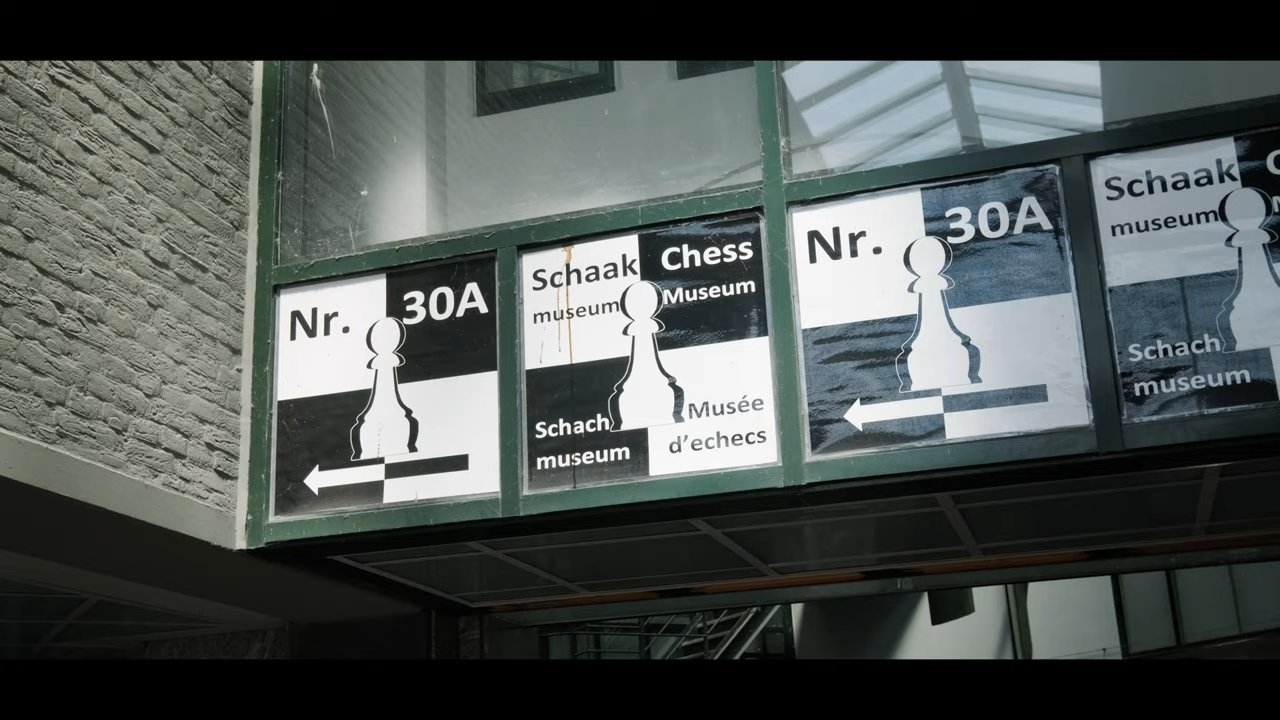 Nr. 30A
Schaak
museum
Chess
Museum
Schach
museum
Musée
d'echecs
Nr. 30A
Schaak
museum
Schach
museum